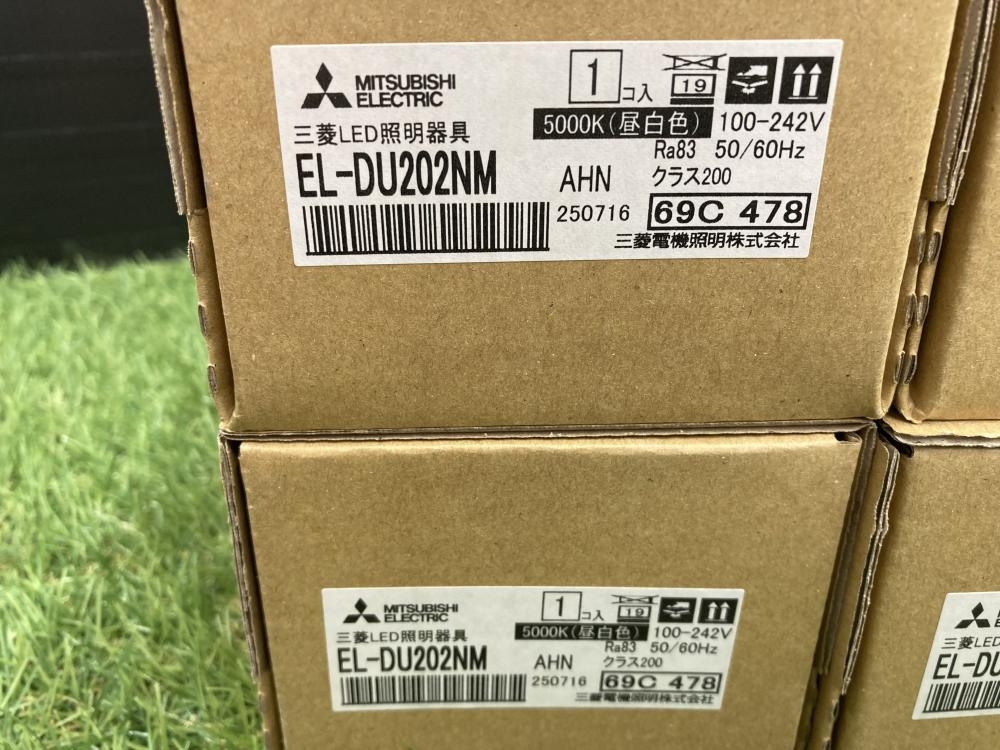 MITSUBISHI
ELECTRIC
1コ入
19
三菱LED照明器具
5000K(昼白色) 100-242V
Ra83 50/60Hz
EL-DU202NM AHN クラス200
250716 69C 478
三菱電機照明株式会社
MITSUBISHI
ELECTRIC
1コ入
19
三菱LED照明器具
5000K(昼白色) 100-242V
Ra83 50/60Hz
EL-DU202NM AHN クラス200
250716 69C 478
三菱電機照明株式会社
三菱LED照
EL-DU